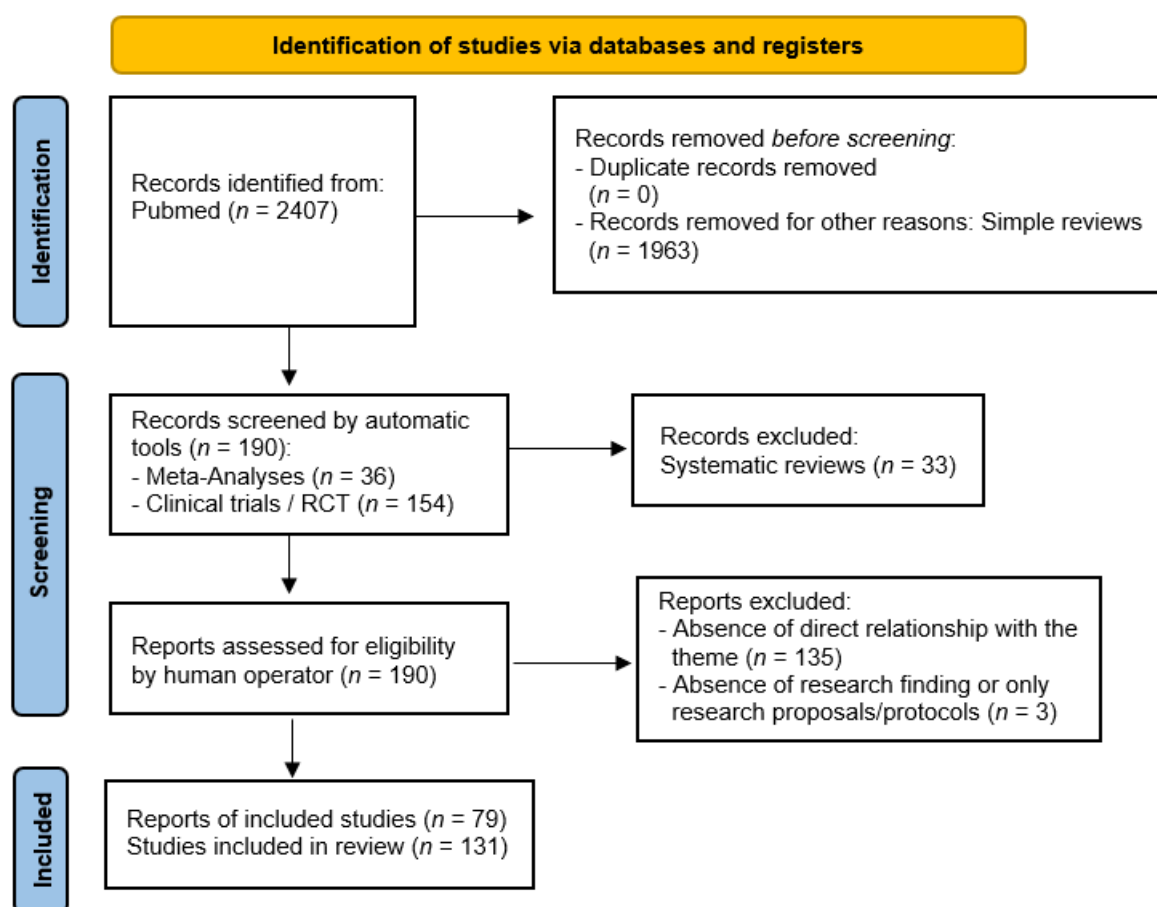 Identification of studies via databases and registers
Identification
Records identified from:
Pubmed (n = 2407)
Records removed before screening:
- Duplicate records removed
(n = 0)
- Records removed for other reasons: Simple reviews
(n = 1963)
Screening
Records screened by automatic
tools (n = 190):
- Meta-Analyses (n = 36)
- Clinical trials / RCT (n = 154)
Records excluded:
Systematic reviews (n = 33)
Reports assessed for eligibility
by human operator (n = 190)
Reports excluded:
- Absence of direct relationship with the
theme (n = 135)
- Absence of research finding or only
research proposals/protocols (n = 3)
Included
Reports of included studies (n = 79)
Studies included in review (n = 131)